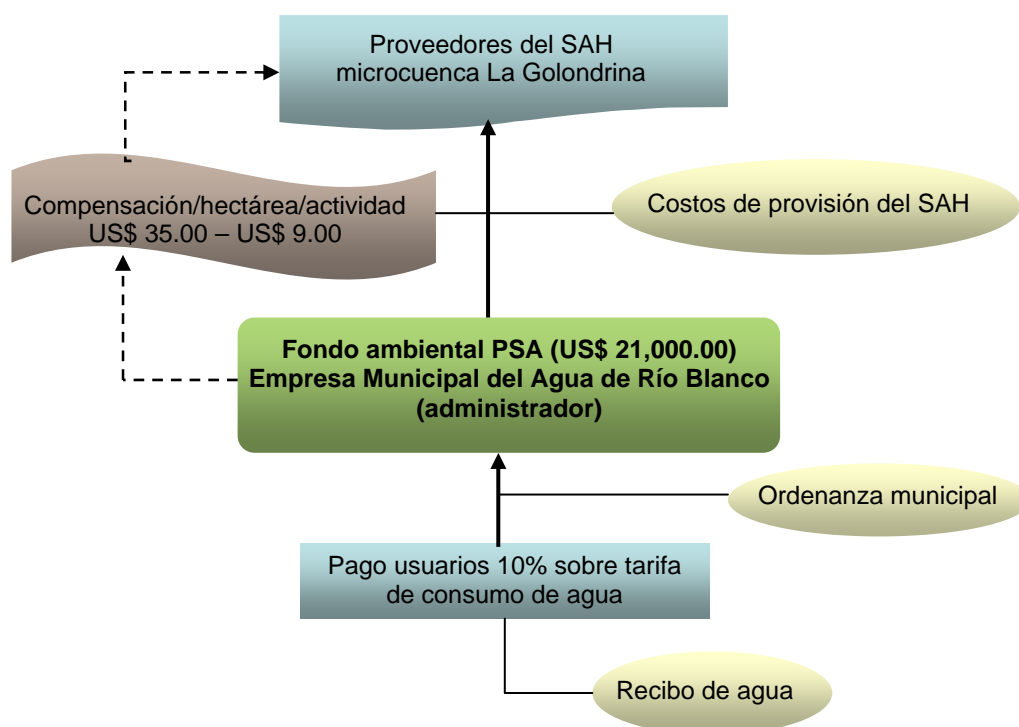 Proveedores del SAH
microcuenca La Golondrina
Compensación/hectárea/actividad
US$ 35.00 – US$ 9.00
Costos de provisión del SAH
Fondo ambiental PSA (US$ 21,000.00)
Empresa Municipal del Agua de Río Blanco
(administrador)
Ordenanza municipal
Pago usuarios 10% sobre tarifa
de consumo de agua
Recibo de agua